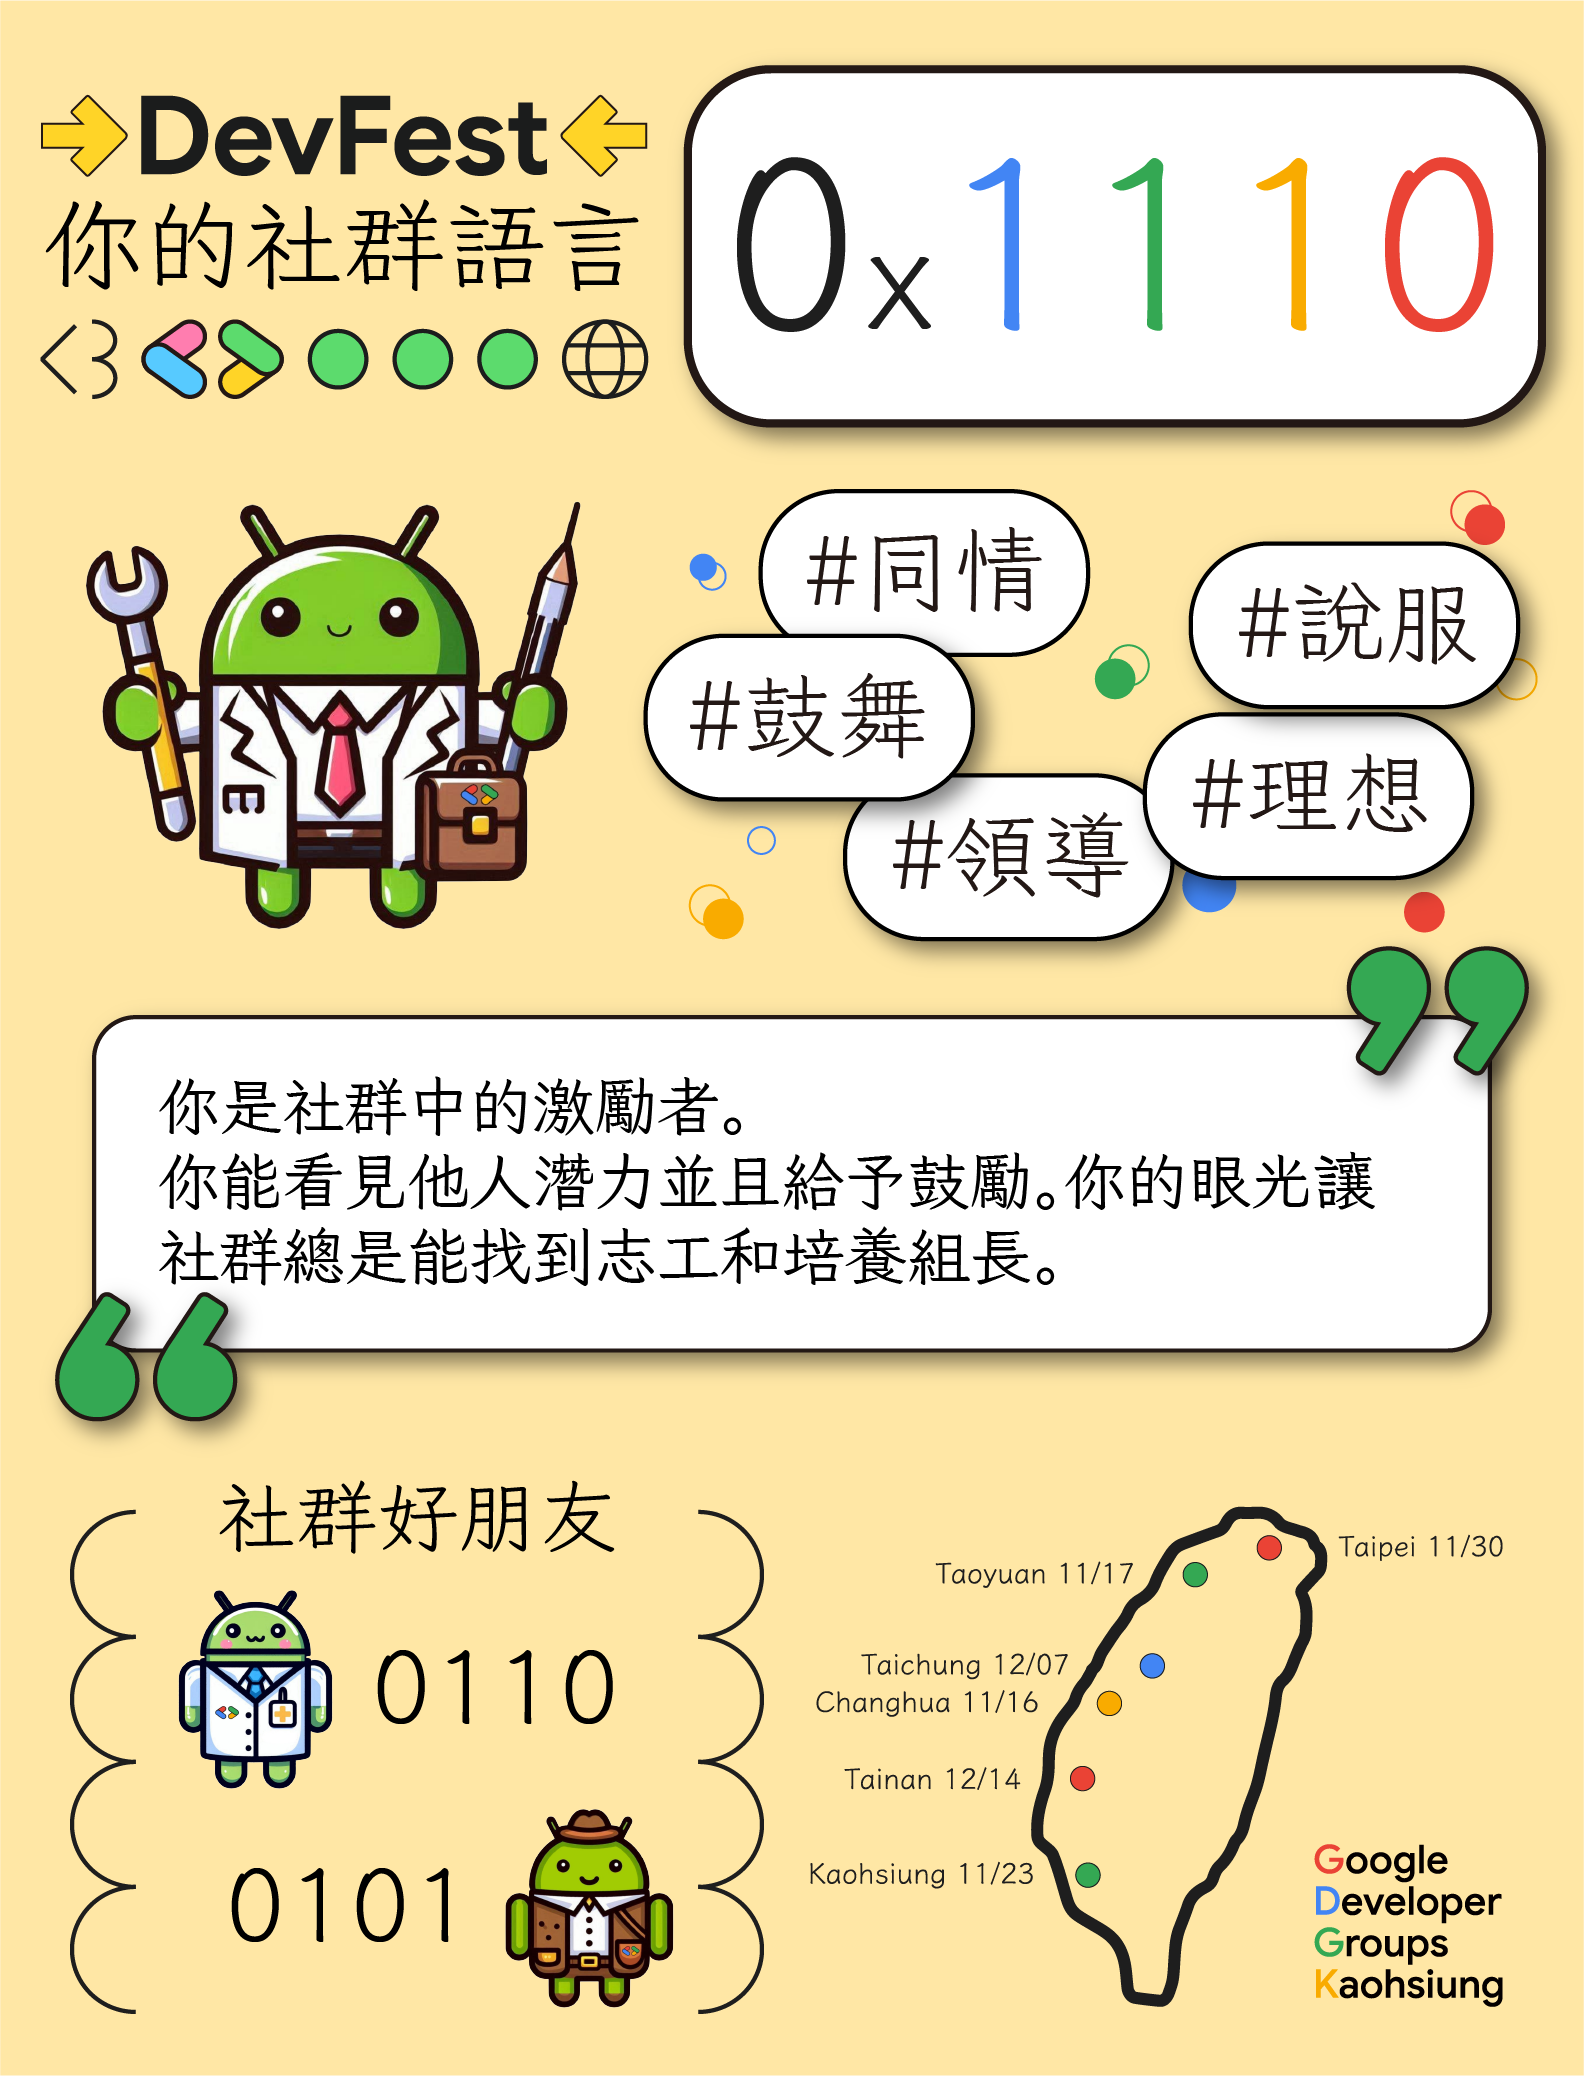 DevFest
你的社群語言
0x1110
#同情
#說服
#鼓舞
#理想
#領導
你是社群中的激勵者。
你能看見他人潛力並且給予鼓勵。你的眼光讓
社群總是能找到志工和培養組長。
社群好朋友
0110
0101
Taipei 11/30
Taoyuan 11/17
Taichung 12/07
Changhua 11/16
Tainan 12/14
Kaohsiung 11/23
Google
Developer
Groups
Kaohsiung